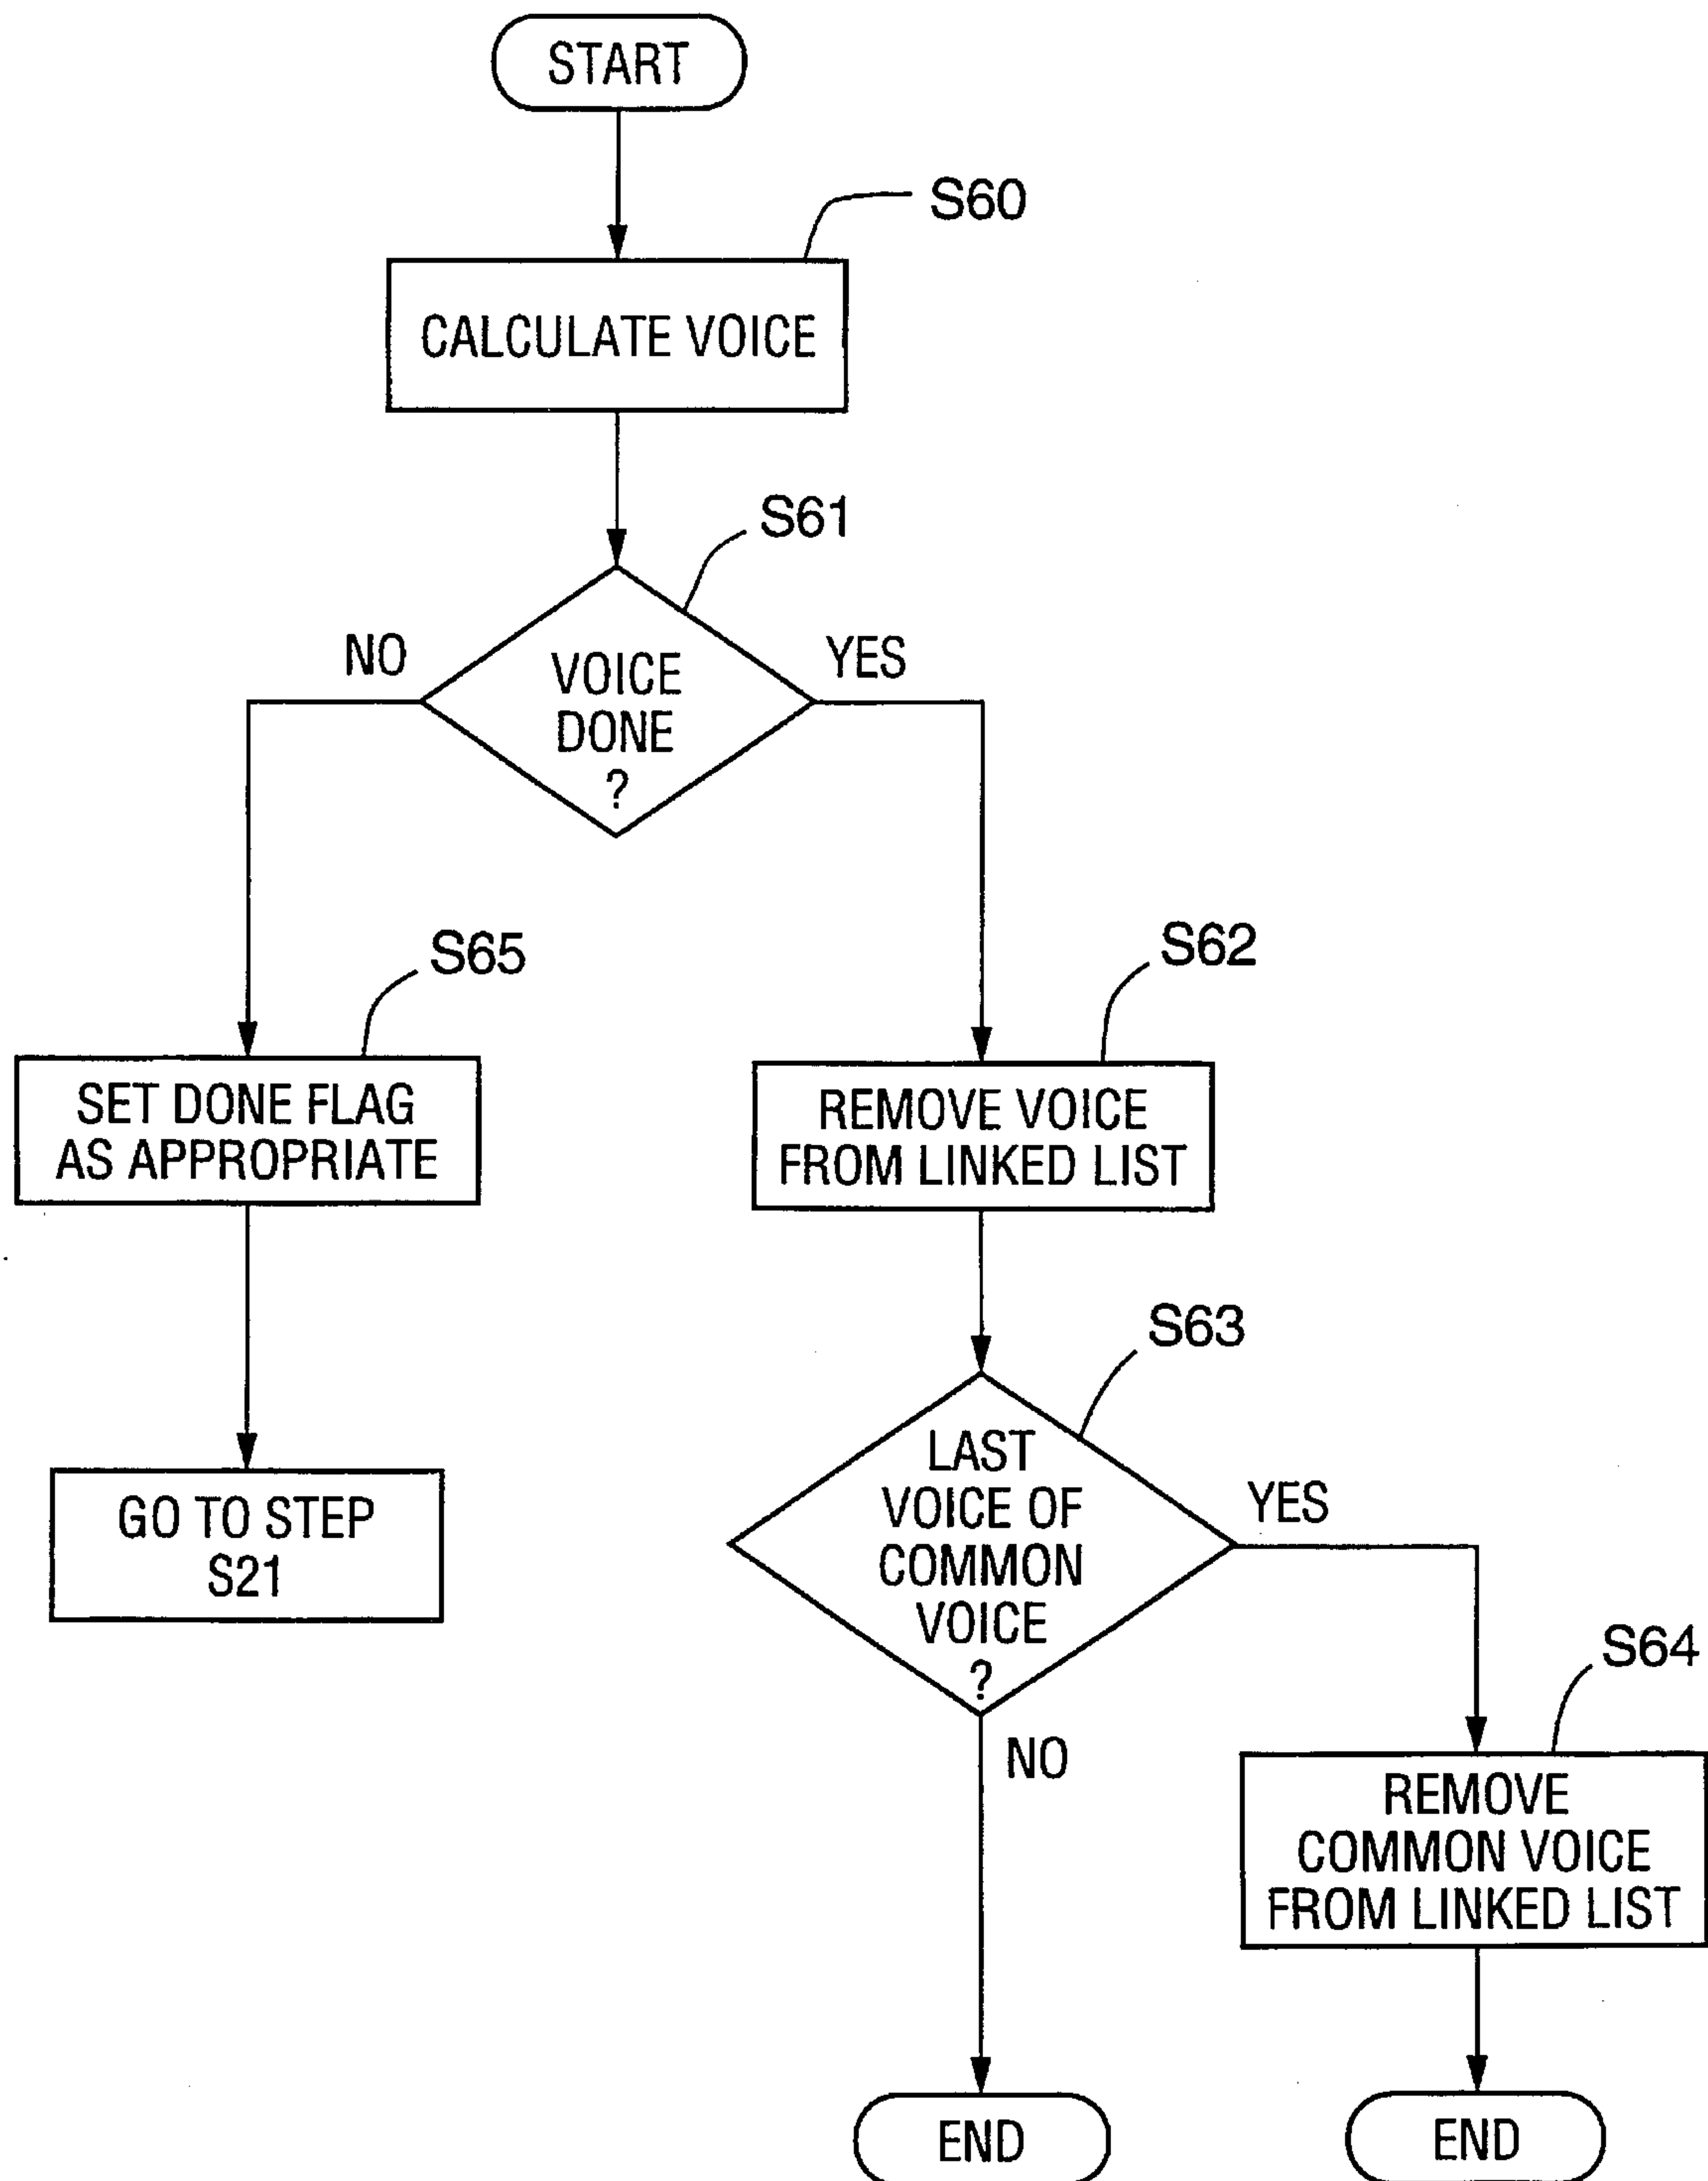 START
S60
CALCULATE VOICE
S61
NO
YES
VOICE
DONE
?
S65
S62
SET DONE FLAG
AS APPROPRIATE
REMOVE VOICE
FROM LINKED LIST
S63
GO TO STEP
S21
LAST
VOICE OF
COMMON
VOICE
?
YES
S64
NO
REMOVE
COMMON VOICE
FROM LINKED LIST
END
END